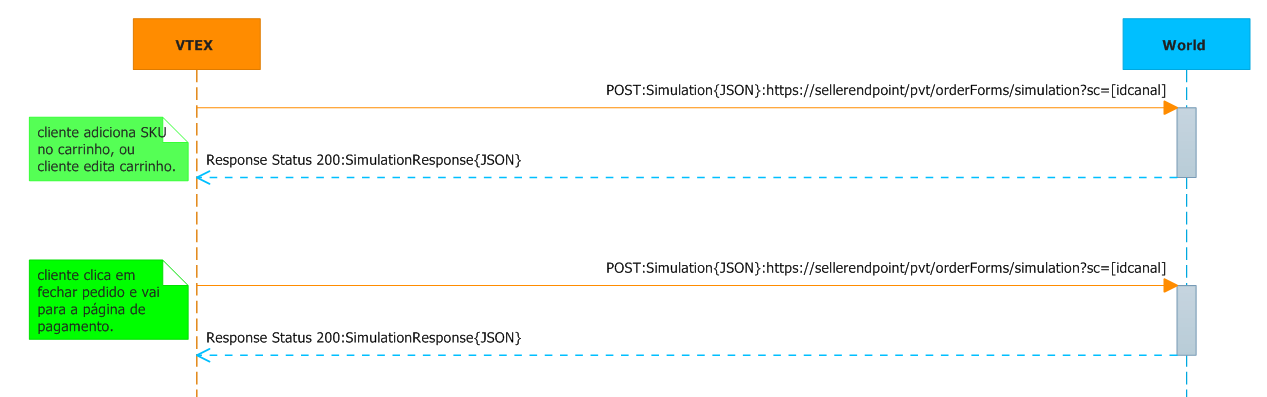 VTEX
World
POST:Simulation{JSON}:https://sellerendpoint/pvt/orderForms/simulation?sc=[idcanal]
cliente adiciona SKU
no carrinho, ou
cliente edita carrinho.
Response Status 200:SimulationResponse{JSON}
POST:Simulation{JSON}:https://sellerendpoint/pvt/orderForms/simulation?sc=[idcanal]
cliente clica em
fechar pedido e vai
para a página de
pagamento.
Response Status 200:SimulationResponse{JSON}